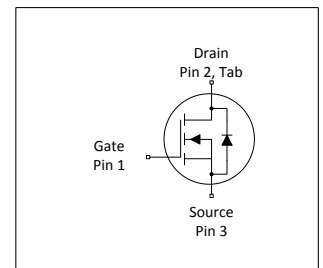 Drain
Pin 2, Tab
Gate
Pin 1
Source
Pin 3